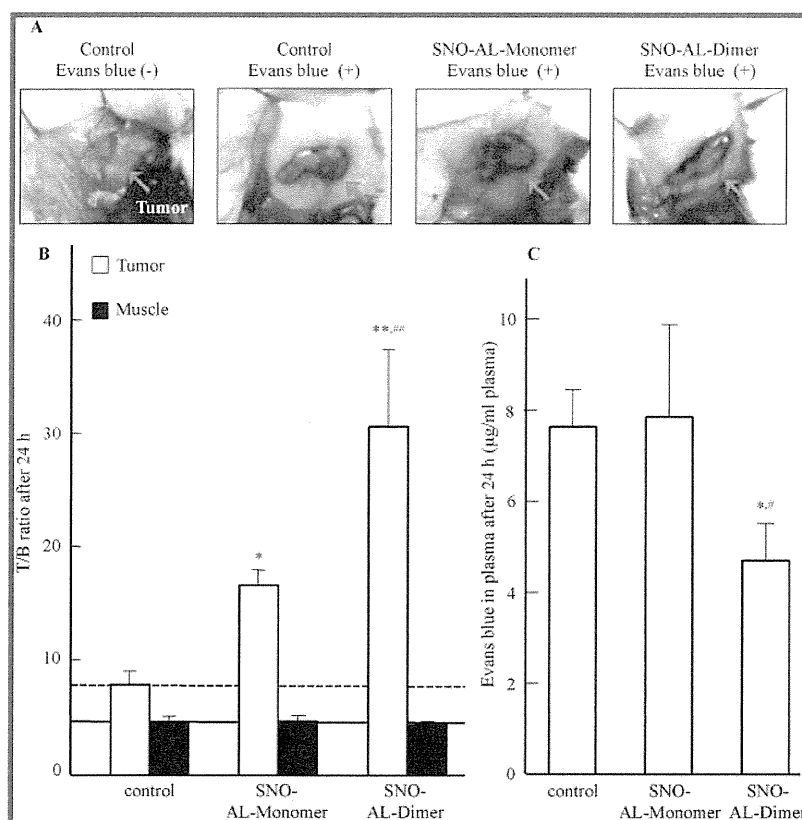 A
Control
Evans blue (-)
Control
Evans blue (+)
SNO-AL-Monomer
Evans blue (+)
SNO-AL-Dimer
Evans blue (+)
Tumor
B
Tumor
Muscle
T/B ratio after 24 h
40
30
20
10
0
*
**,##
control
SNO-
AL-Monomer
SNO-
AL-Dimer
C
Evans blue in plasma after 24 h (µg/ml plasma)
10
8
6
4
2
0
*,#
control
SNO-
AL-Monomer
SNO-
AL-Dimer